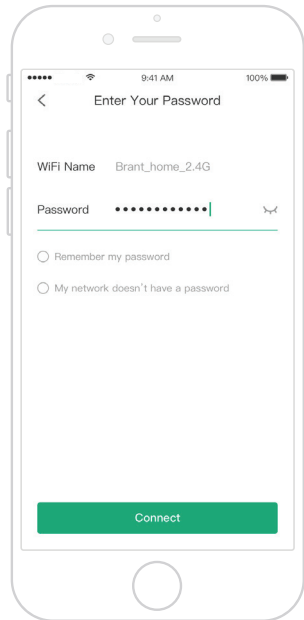 9:41 AM 100%
Enter Your Password
WiFi Name Brant_home_2.4G
Password ••••••••••••
Remember my password
My network doesn't have a password
Connect